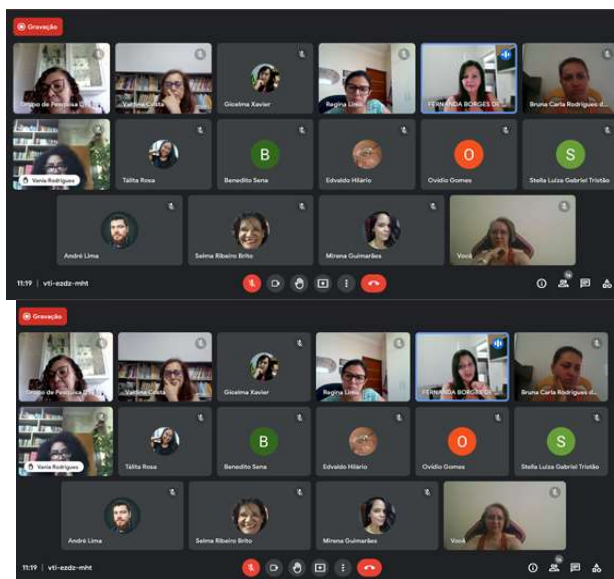 Gravação
Grupo de Pesquisa
Valdina Costa
Gicelma Xavier
Regina Lima
FERNANDA BORGES DE
Bruna Carla Rodrigues d...
Vania Rodrigues
Tálita Rosa
B
Benedito Sena
Edvaldo Hilário
O
Ovídio Gomes
S
Stella Luiza Gabriel Tristão
André Lima
Selma Ribeiro Brito
Mirena Guimarães
Você
11:19 | vti-ezdz-mht
16
Gravação
Grupo de Pesquisa
Valdina Costa
Gicelma Xavier
Regina Lima
FERNANDA BORGES DE
Bruna Carla Rodrigues d...
Vania Rodrigues
Tálita Rosa
B
Benedito Sena
Edvaldo Hilário
O
Ovídio Gomes
S
Stella Luiza Gabriel Tristão
André Lima
Selma Ribeiro Brito
Mirena Guimarães
Você
11:19 | vti-ezdz-mht
16